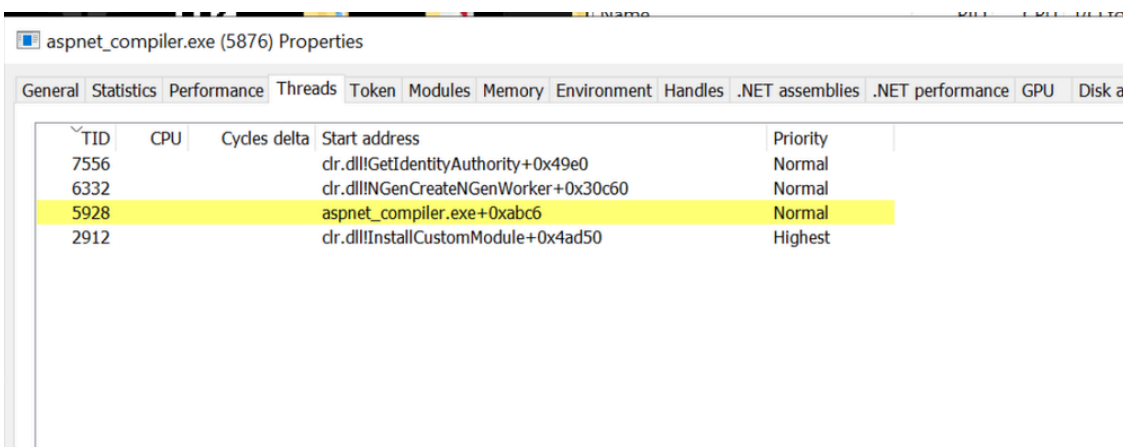 Name
aspnet_compiler.exe (5876) Properties
General Statistics Performance Threads Token Modules Memory Environment Handles .NET assemblies .NET performance GPU Disk a
TID CPU Cycles delta Start address Priority
7556 clr.dll!GetIdentityAuthority+0x49e0 Normal
6332 clr.dll!NGenCreateNGenWorker+0x30c60 Normal
5928 aspnet_compiler.exe+0xabc6 Normal
2912 clr.dll!InstallCustomModule+0x4ad50 Highest